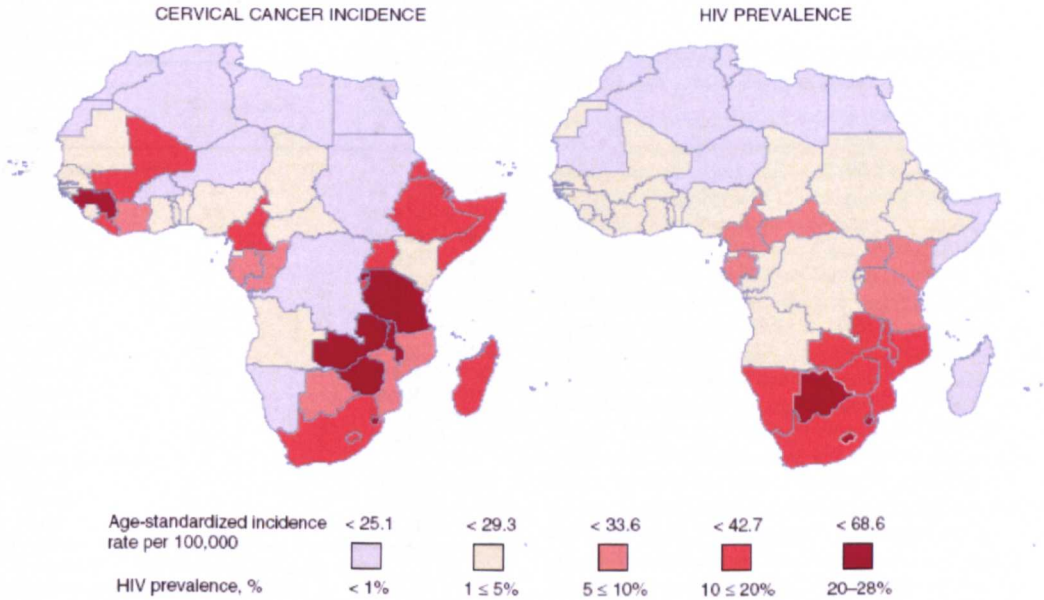 CERVICAL CANCER INCIDENCE
HIV PREVALENCE
Age-standardized incidence rate per 100,000
< 25.1
< 29.3
< 33.6
< 42.7
< 68.6
HIV prevalence, %
< 1%
1 ≤ 5%
5 ≤ 10%
10 ≤ 20%
20–28%